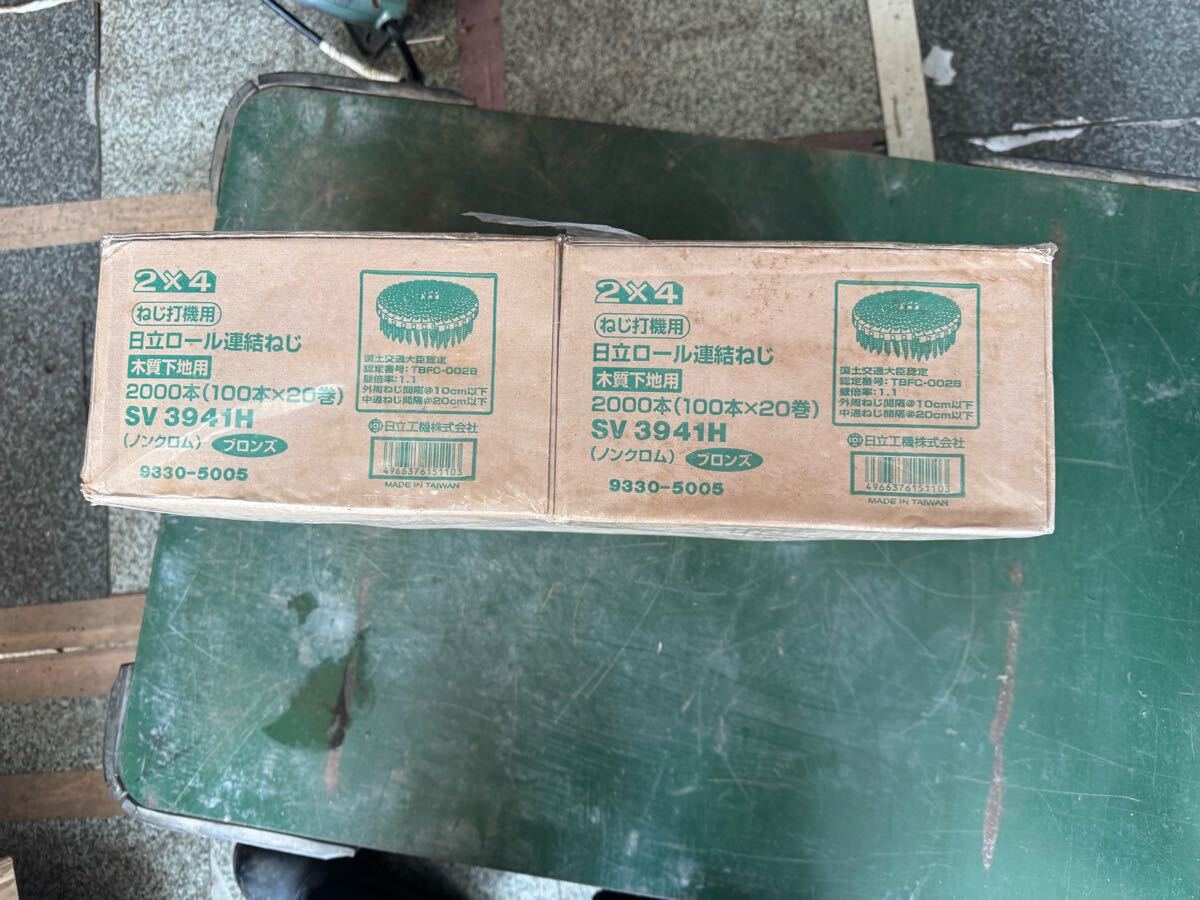 2×4
ねじ打機用
日立ロール連結ねじ
木質下地用
2000本(100本×20巻)
SV 3941H
(ノンクロム) ブロンズ
9330-5005
国土交通大臣認定
認定番号:TBFC-0028
壁倍率:1.1
外周ねじ間隔@10cm以下
中通ねじ間隔@20cm以下
日立工機株式会社
4966376151103
MADE IN TAIWAN
2×4
ねじ打機用
日立ロール連結ねじ
木質下地用
2000本(100本×20巻)
SV 3941H
(ノンクロム) ブロンズ
9330-5005
国土交通大臣認定
認定番号:TBFC-0028
壁倍率:1.1
外周ねじ間隔@10cm以下
中通ねじ間隔@20cm以下
日立工機株式会社
4966376151103
MADE IN TAIWAN